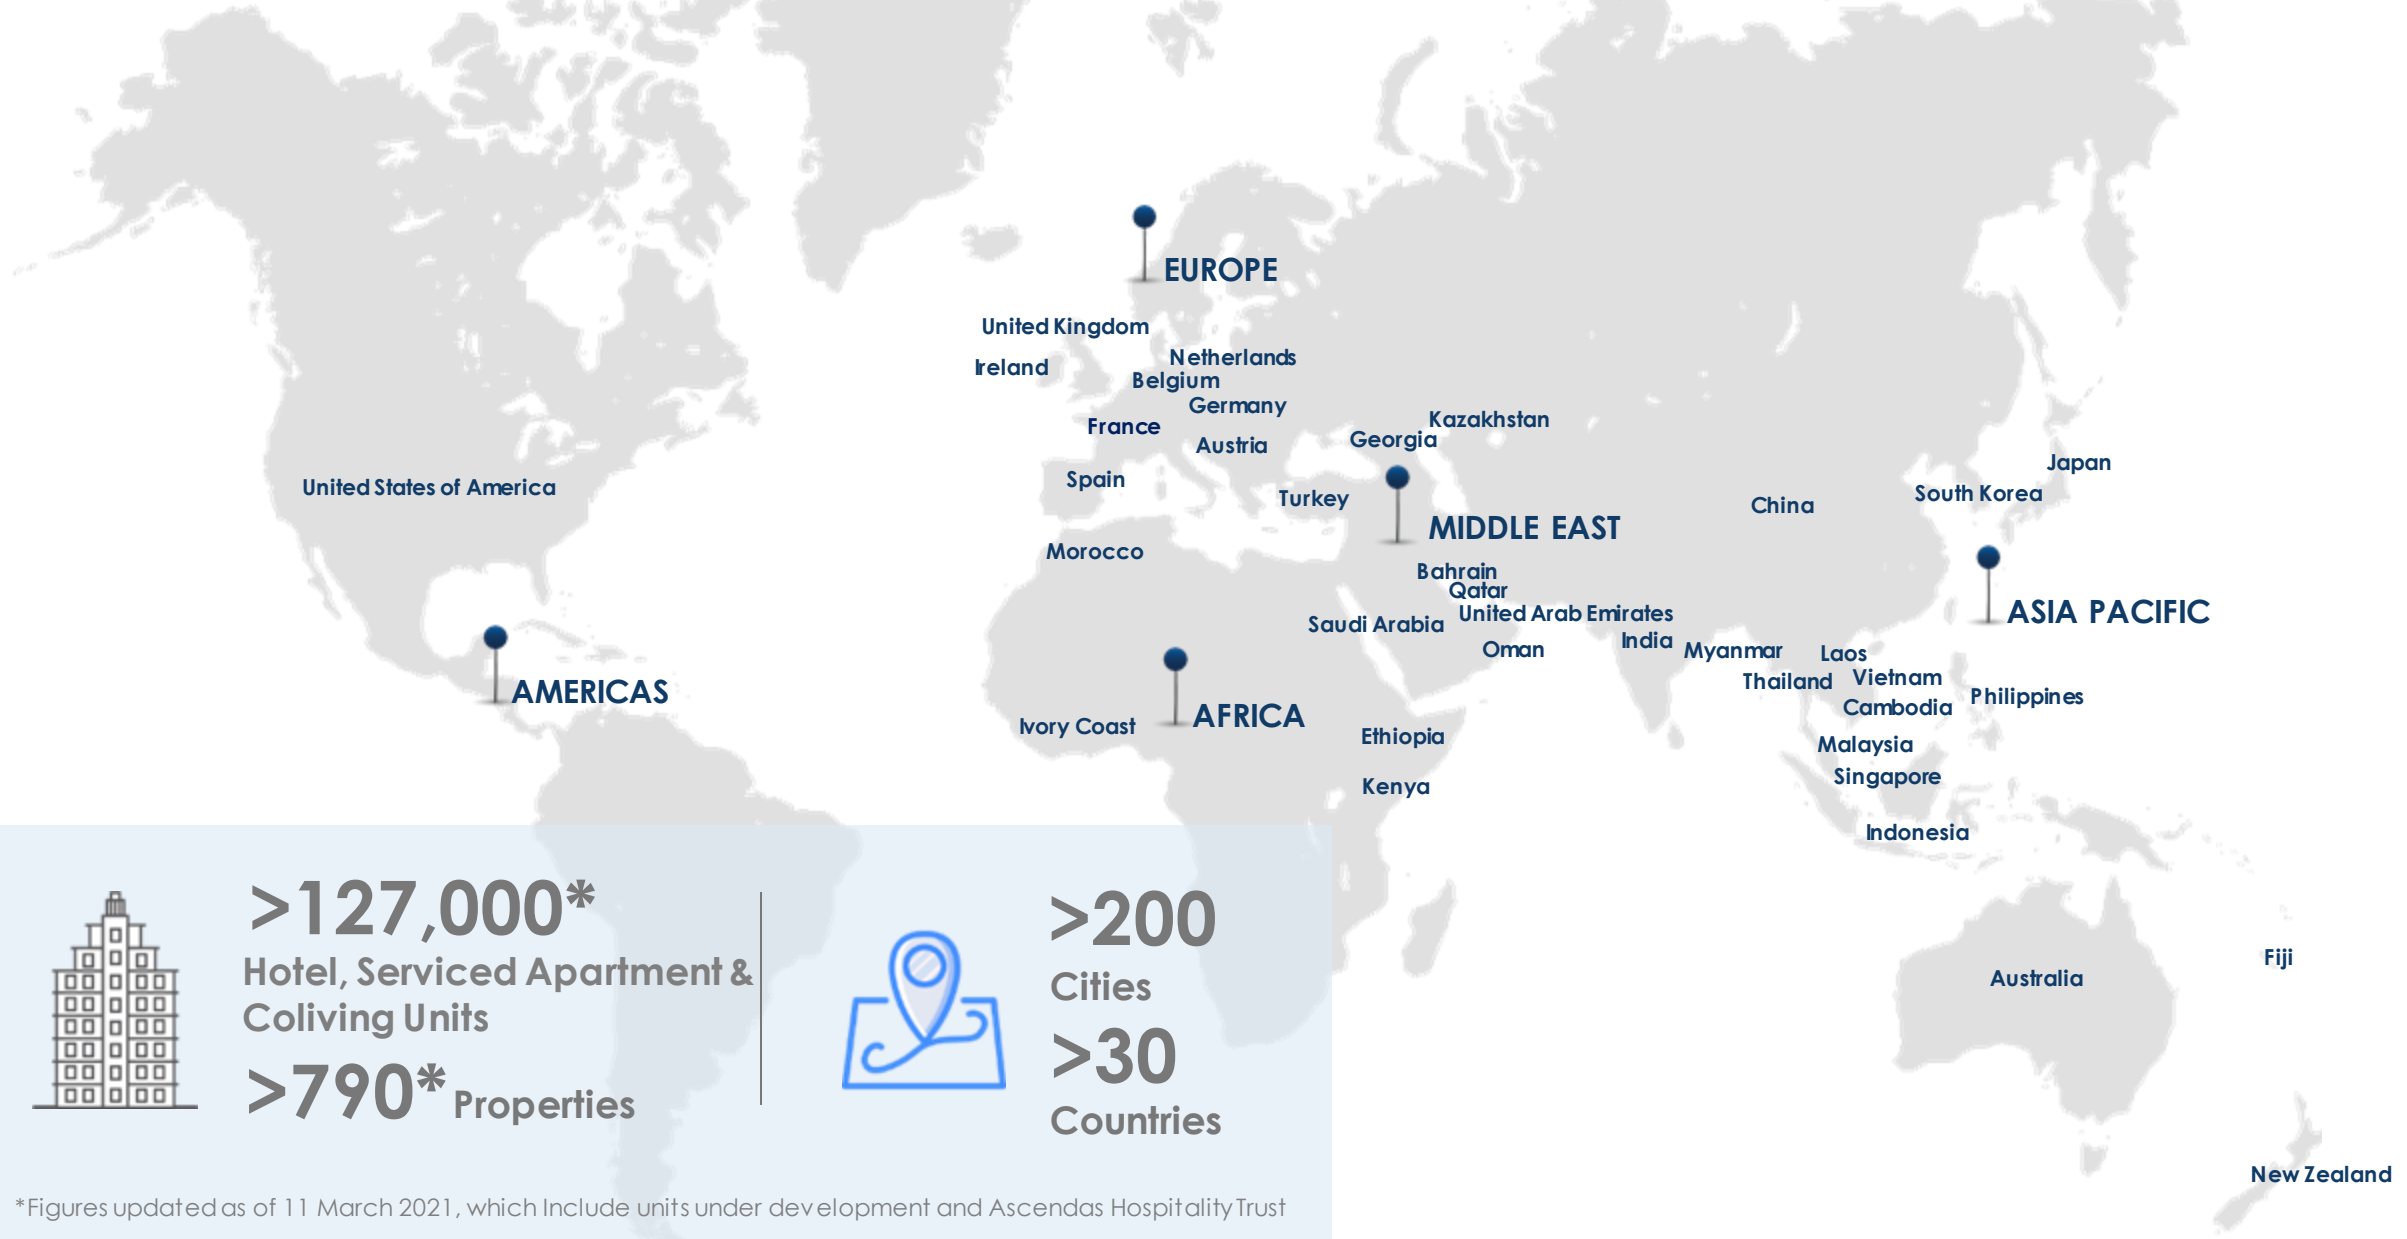 EUROPE
United Kingdom
Ireland
Netherlands
Belgium
Germany
France
Austria
Spain
Kazakhstan
Georgia
Turkey
MIDDLE EAST
Bahrain
Qatar
United Arab Emirates
Saudi Arabia
Oman
Morocco
AFRICA
Ivory Coast
Ethiopia
Kenya
United States of America
AMERICAS
Japan
South Korea
China
ASIA PACIFIC
India
Myanmar
Laos
Thailand
Vietnam
Cambodia
Philippines
Malaysia
Singapore
Indonesia
Australia
Fiji
New Zealand
>127,000*
Hotel, Serviced Apartment &
Coliving Units
>790* Properties
>200
Cities
>30
Countries
*Figures updated as of 11 March 2021, which Include units under development and Ascendas Hospitality Trust